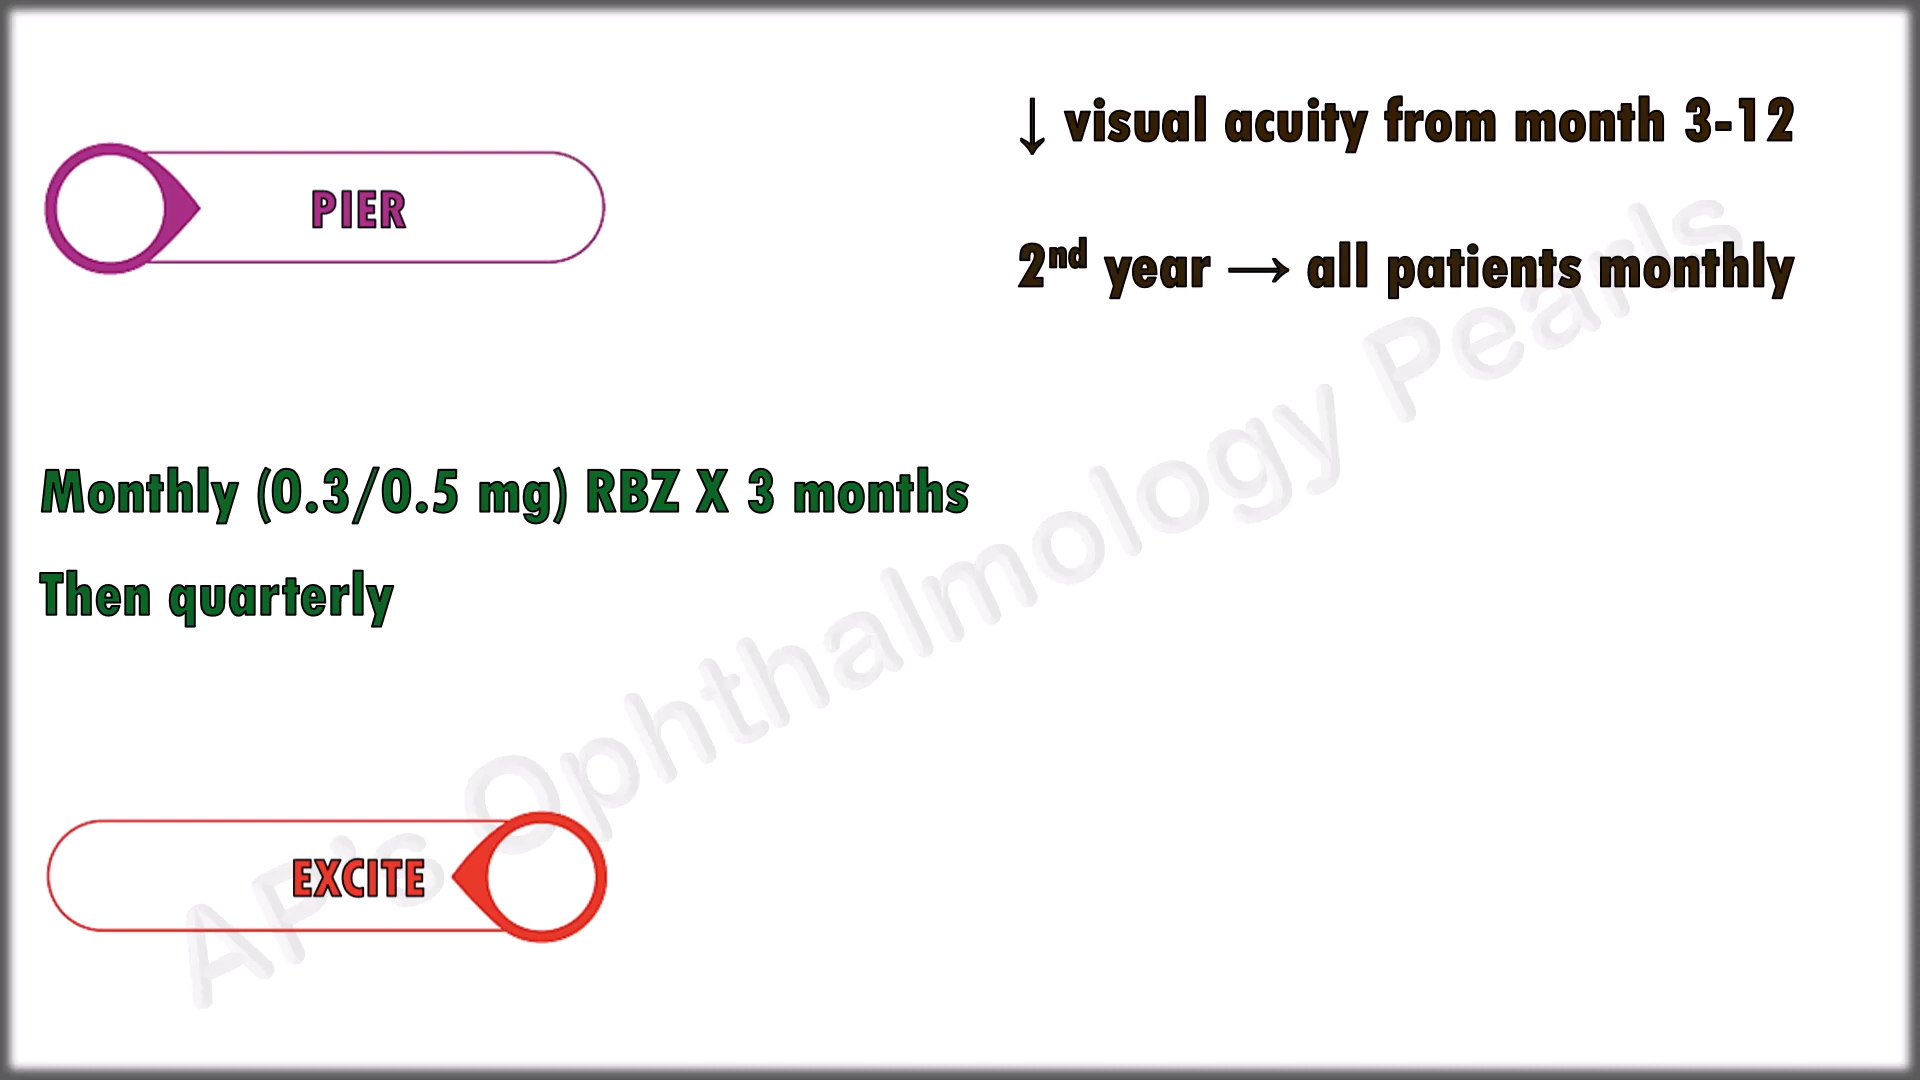 PIER
↓ visual acuity from month 3-12
2nd year → all patients monthly
Monthly (0.3/0.5 mg) RBZ X 3 months
Then quarterly
EXCITE
AP's Ophthalmology Pearls